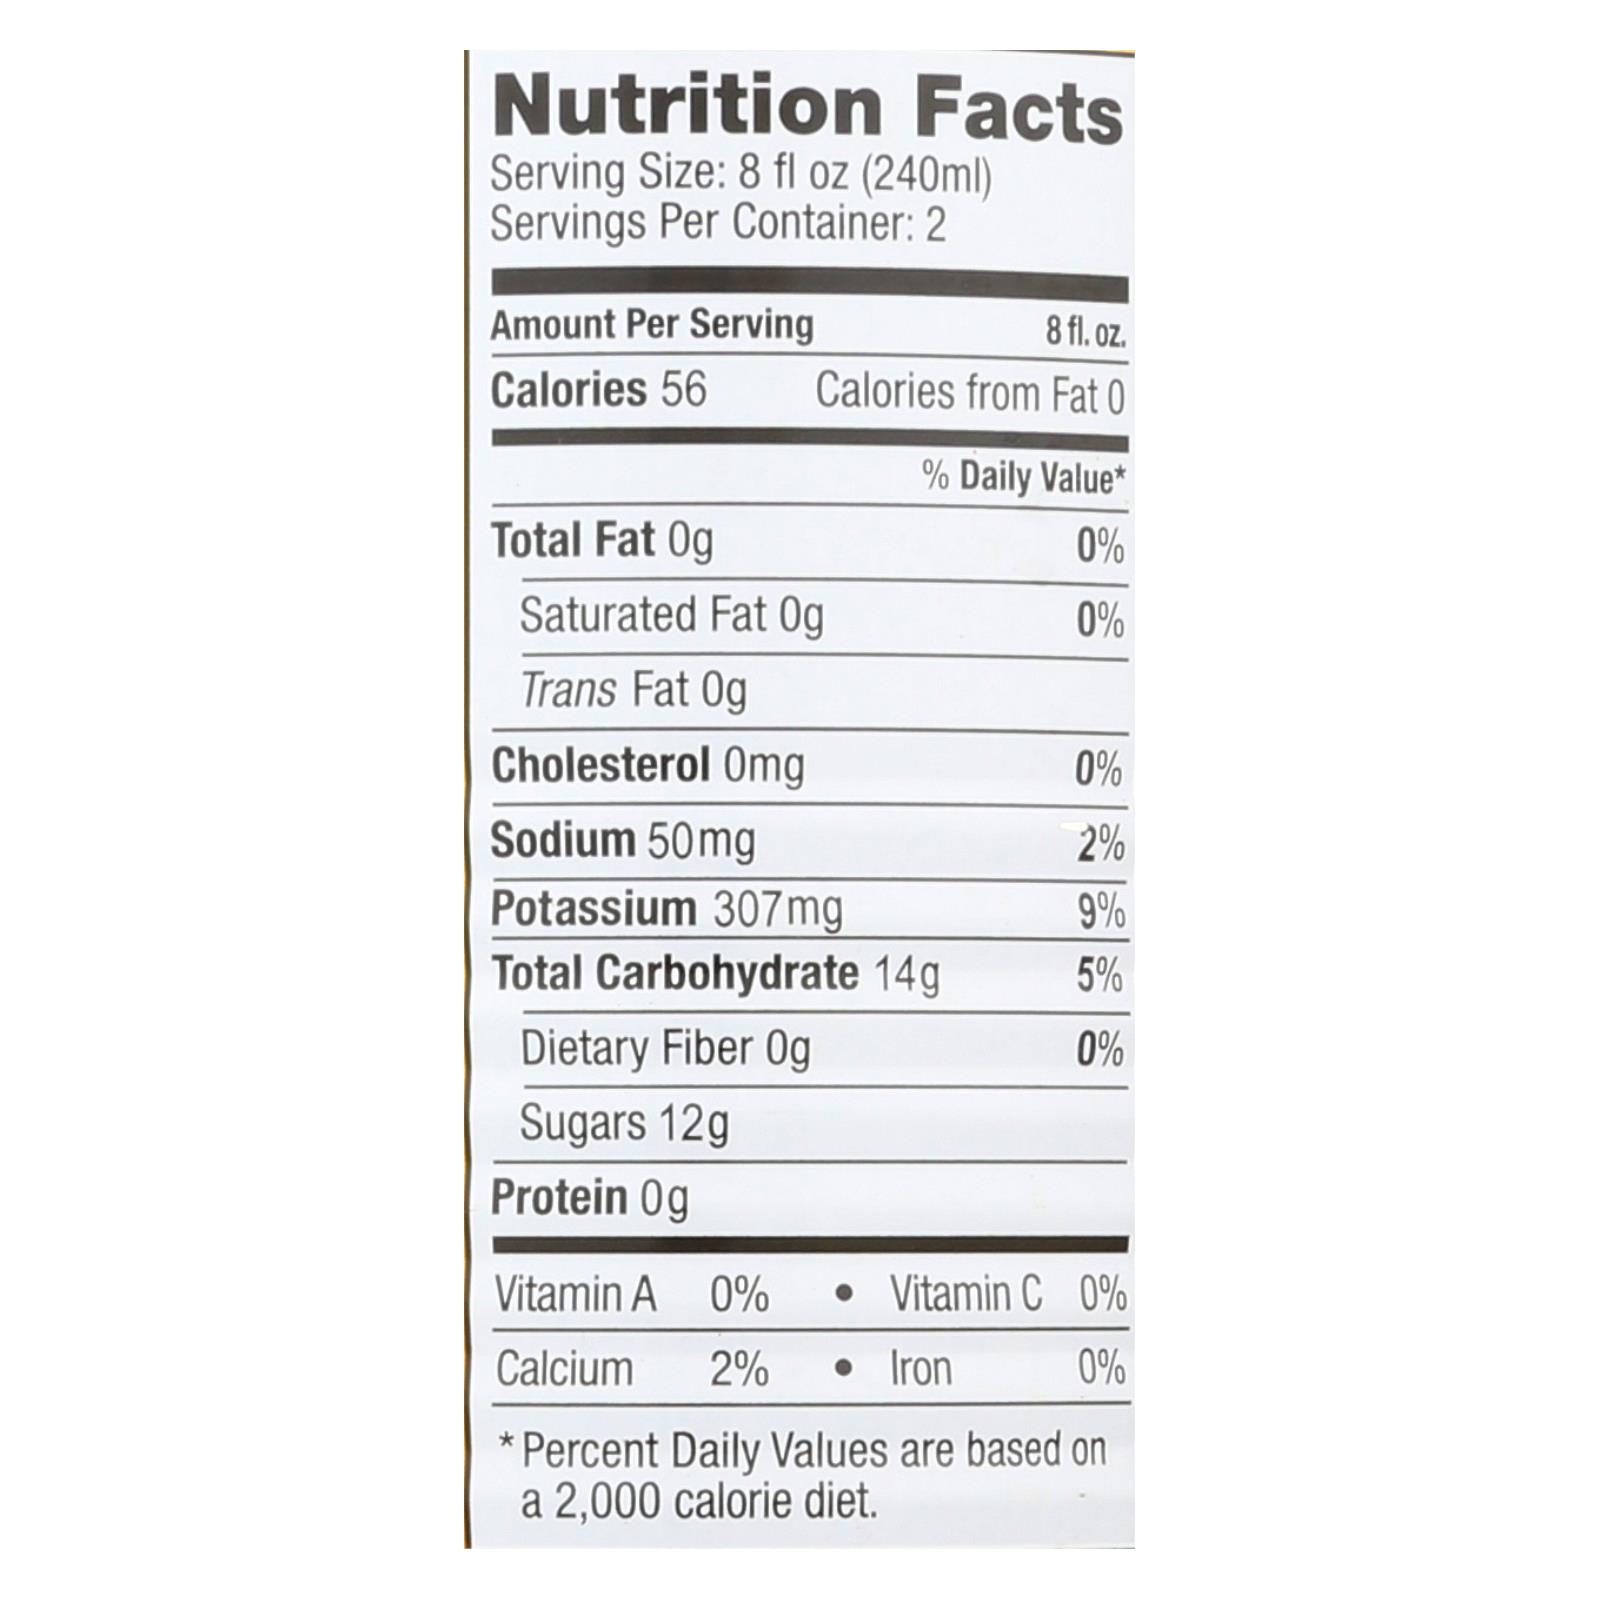 Nutrition Facts
Serving Size: 8 fl oz (240ml)
Servings Per Container: 2
Amount Per Serving 8 fl. oz.
Calories 56 Calories from Fat 0
% Daily Value*
Total Fat 0g 0%
Saturated Fat 0g 0%
Trans Fat 0g
Cholesterol 0mg 0%
Sodium 50mg 2%
Potassium 307mg 9%
Total Carbohydrate 14g 5%
Dietary Fiber 0g 0%
Sugars 12g
Protein 0g
Vitamin A 0% • Vitamin C 0%
Calcium 2% • Iron 0%
* Percent Daily Values are based on
a 2,000 calorie diet.